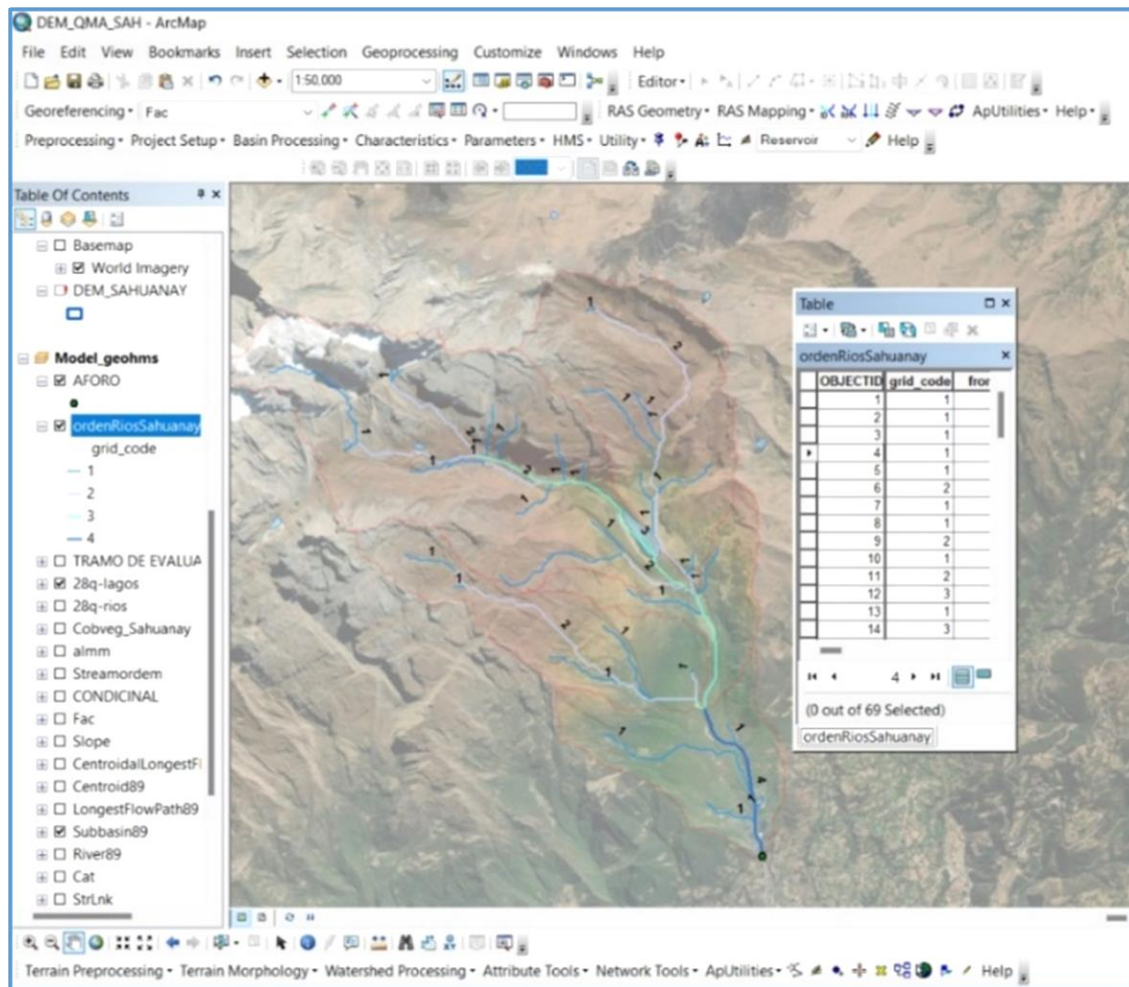 DEM_QMA_SAH - ArcMap
File Edit View Bookmarks Insert Selection Geoprocessing Customize Windows Help
1:50.000 Editor
Georeferencing Fac RAS Geometry RAS Mapping ApUtilities Help
Preprocessing Project Setup Basin Processing Characteristics Parameters HMS Utility Reservoir Help
Table Of Contents
Basemap
World Imagery
DEM_SAHUANAY
Model_geohms
AFORO
ordenRiosSahuanay
grid_code
1
2
3
4
TRAMO DE EVALUA
28q-lagos
28q-rios
Cobveg_Sahuanay
almm
Streamordem
CONDICINAL
Fac
Slope
CentroidalLongestFl
Centroid89
LongestFlowPath89
Subbasin89
River89
Cat
StrLnk
Table
ordenRiosSahuanay
OBJECTID grid_code fror
1 1
2 1
3 1
4 1
5 1
6 2
7 1
8 1
9 2
10 1
11 2
12 3
13 1
14 3
4
(0 out of 69 Selected)
ordenRiosSahuanay
Terrain Preprocessing Terrain Morphology Watershed Processing Attribute Tools Network Tools ApUtilities Help